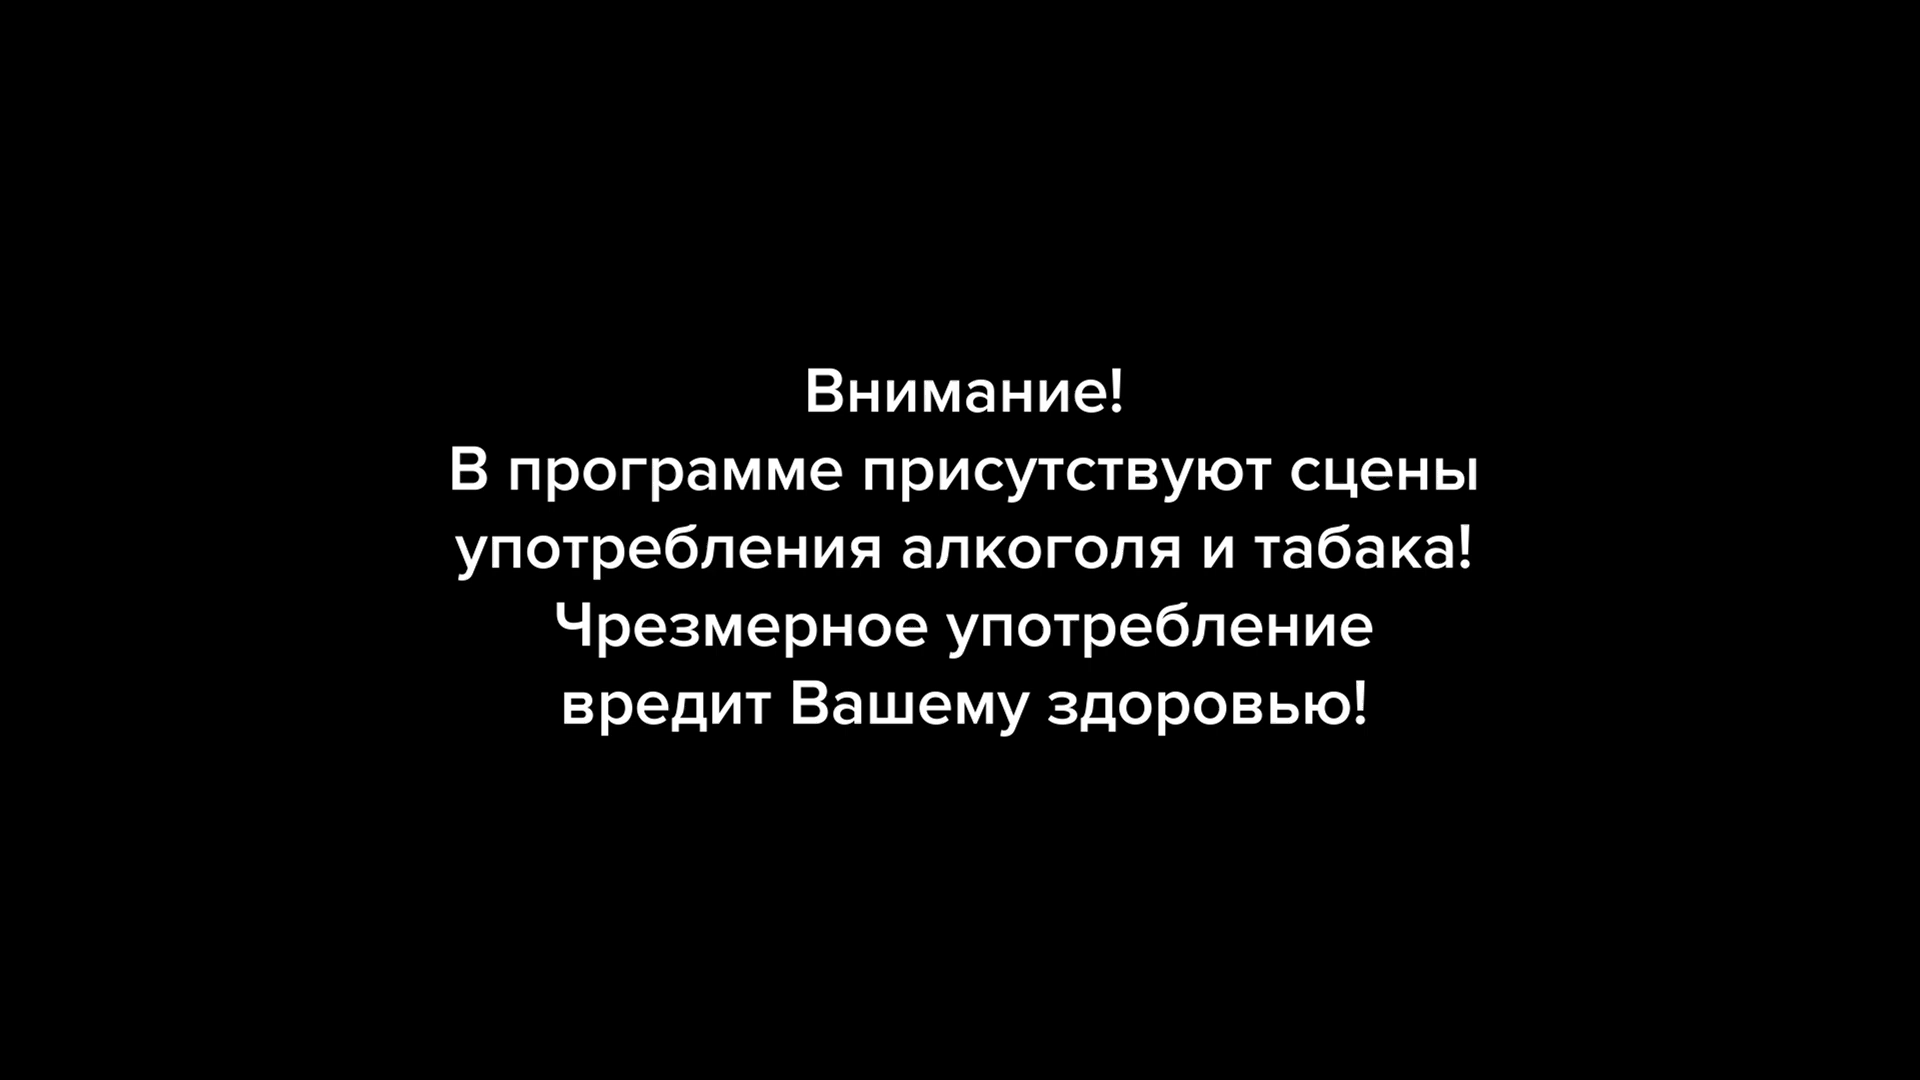 Внимание!
В программе присутствуют сцены
употребления алкоголя и табака!
Чрезмерное употребление
вредит Вашему здоровью!